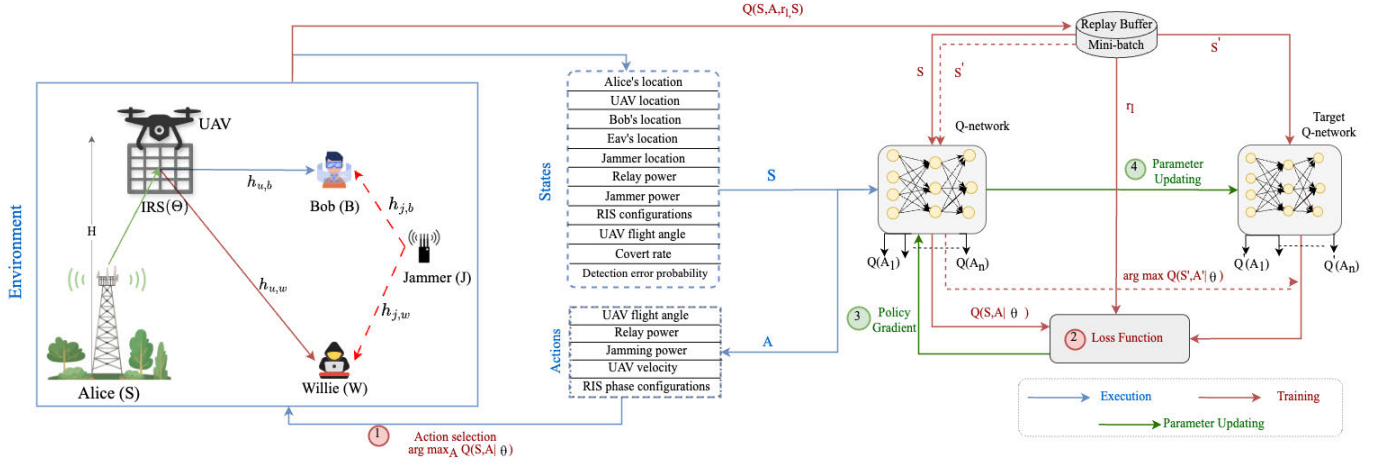 Environment
UAV
IRS(Θ)
H
h_{u,b}
h_{u,w}
h_{j,b}
h_{j,w}
Bob (B)
Jammer (J)
Alice (S)
Willie (W)
Q(S,A,r_l,S)
States
Alice's location
UAV location
Bob's location
Eav's location
Jammer location
Relay power
Jammer power
RIS configurations
UAV flight angle
Covert rate
Detection error probability
Actions
UAV flight angle
Relay power
Jamming power
UAV velocity
RIS phase configurations
1
Action selection
arg max_A Q(S,A|θ)
S
A
Replay Buffer
Mini-batch
S
S'
r_l
S'
Q-network
Target
Q-network
4
Parameter
Updating
Q(A_1)
Q(A_n)
Q'(A_1)
Q'(A_n)
arg max Q(S',A'|θ)
3
Policy
Gradient
Q(S,A|θ)
2
Loss Function
Execution
Training
Parameter Updating